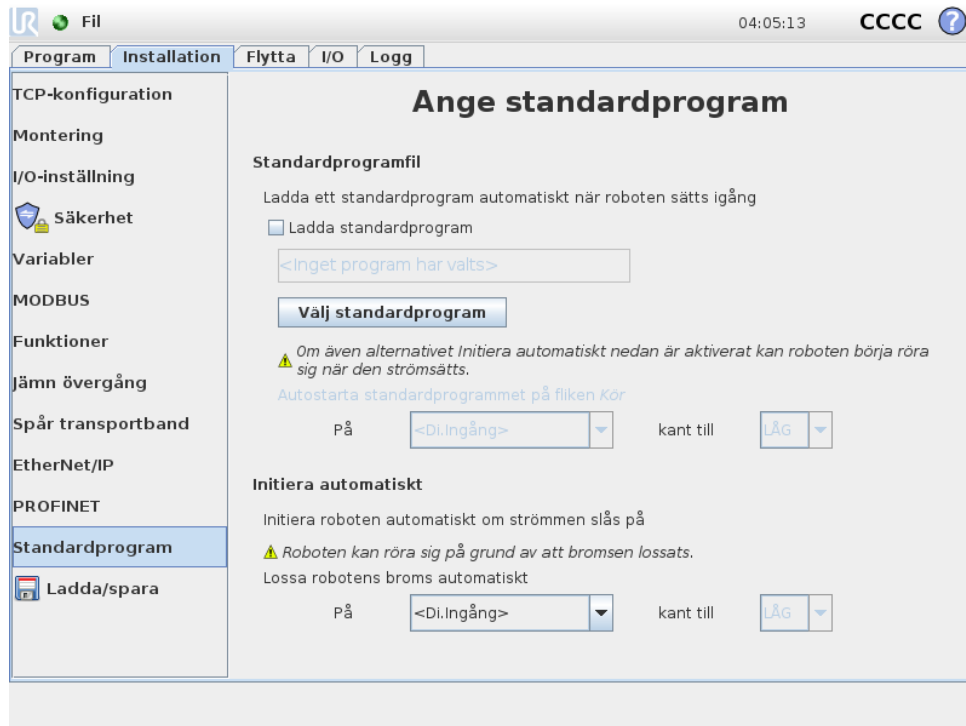 UR Fil 04:05:13 CCCC ?
Program Installation Flytta I/O Logg
TCP-konfiguration
Montering
I/O-inställning
Säkerhet
Variabler
MODBUS
Funktioner
Jämn övergång
Spår transportband
EtherNet/IP
PROFINET
Standardprogram
Ladda/spara
Ange standardprogram
Standardprogramfil
Ladda ett standardprogram automatiskt när roboten sätts igång
Ladda standardprogram
<Inget program har valts>
Välj standardprogram
Om även alternativet Initiera automatiskt nedan är aktiverat kan roboten börja röra
sig när den strömsätts.
Autostarta standardprogrammet på fliken Kör
På <Di.Ingång> kant till LÅG
Initiera automatiskt
Initiera roboten automatiskt om strömmen slås på
Roboten kan röra sig på grund av att bromsen lossats.
Lossa robotens broms automatiskt
På <Di.Ingång> kant till LÅG